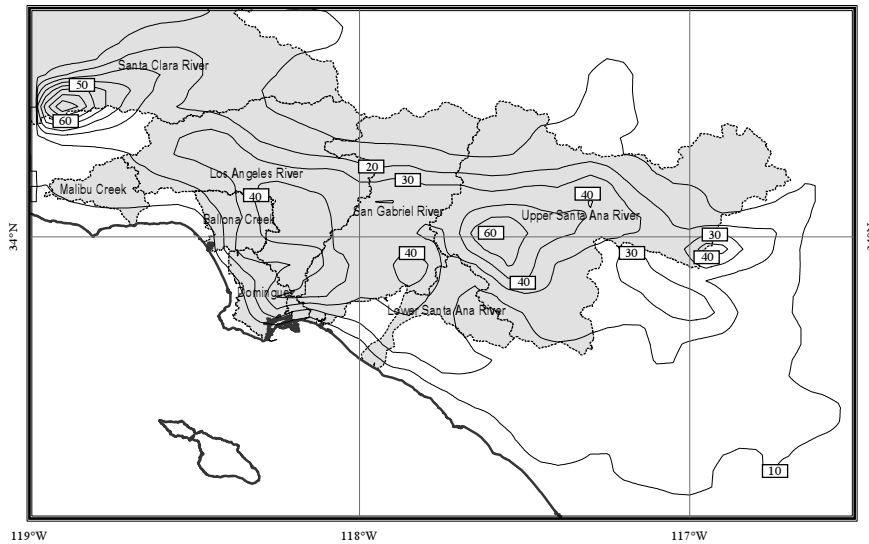 Santa Clara River
50
60
20
Los Angeles River
30
Malibu Creek
40
40
Ballona Creek
San Gabriel River
Upper Santa Ana River
60
30
34°N
40
30
40
40
Dominguez
Lower Santa Ana River
10
119°W
118°W
117°W